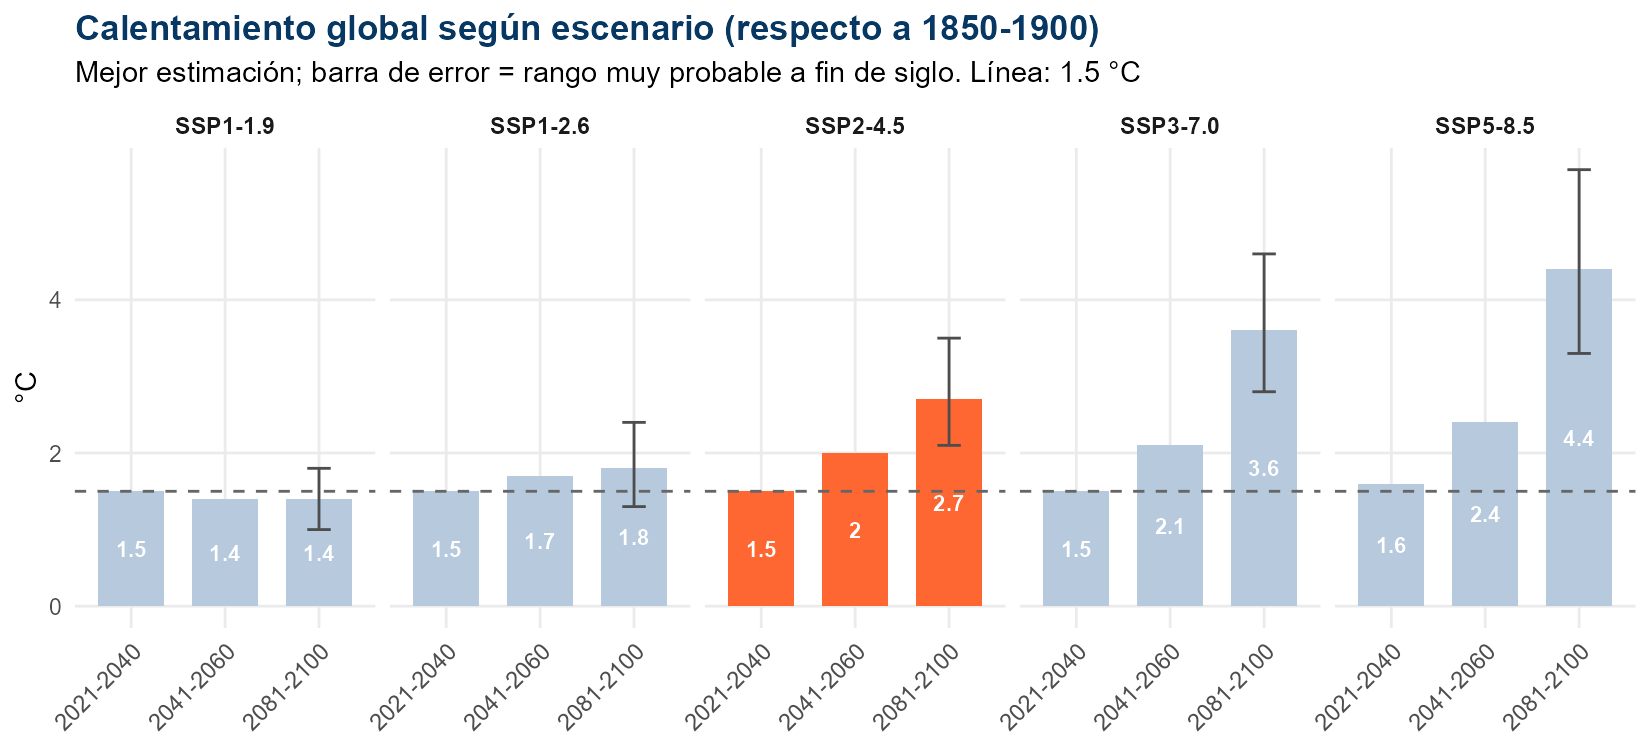 Calentamiento global según escenario (respecto a 1850-1900)
Mejor estimación; barra de error = rango muy probable a fin de siglo. Línea: 1.5 °C
SSP1-1.9 SSP1-2.6 SSP2-4.5 SSP3-7.0 SSP5-8.5
°C
4
2
0
1.5 1.4 1.4
1.5 1.7 1.8
1.5 2 2.7
1.5 2.1 3.6
1.6 2.4 4.4
2021-2040 2041-2060 2081-2100 2021-2040 2041-2060 2081-2100 2021-2040 2041-2060 2081-2100 2021-2040 2041-2060 2081-2100 2021-2040 2041-2060 2081-2100